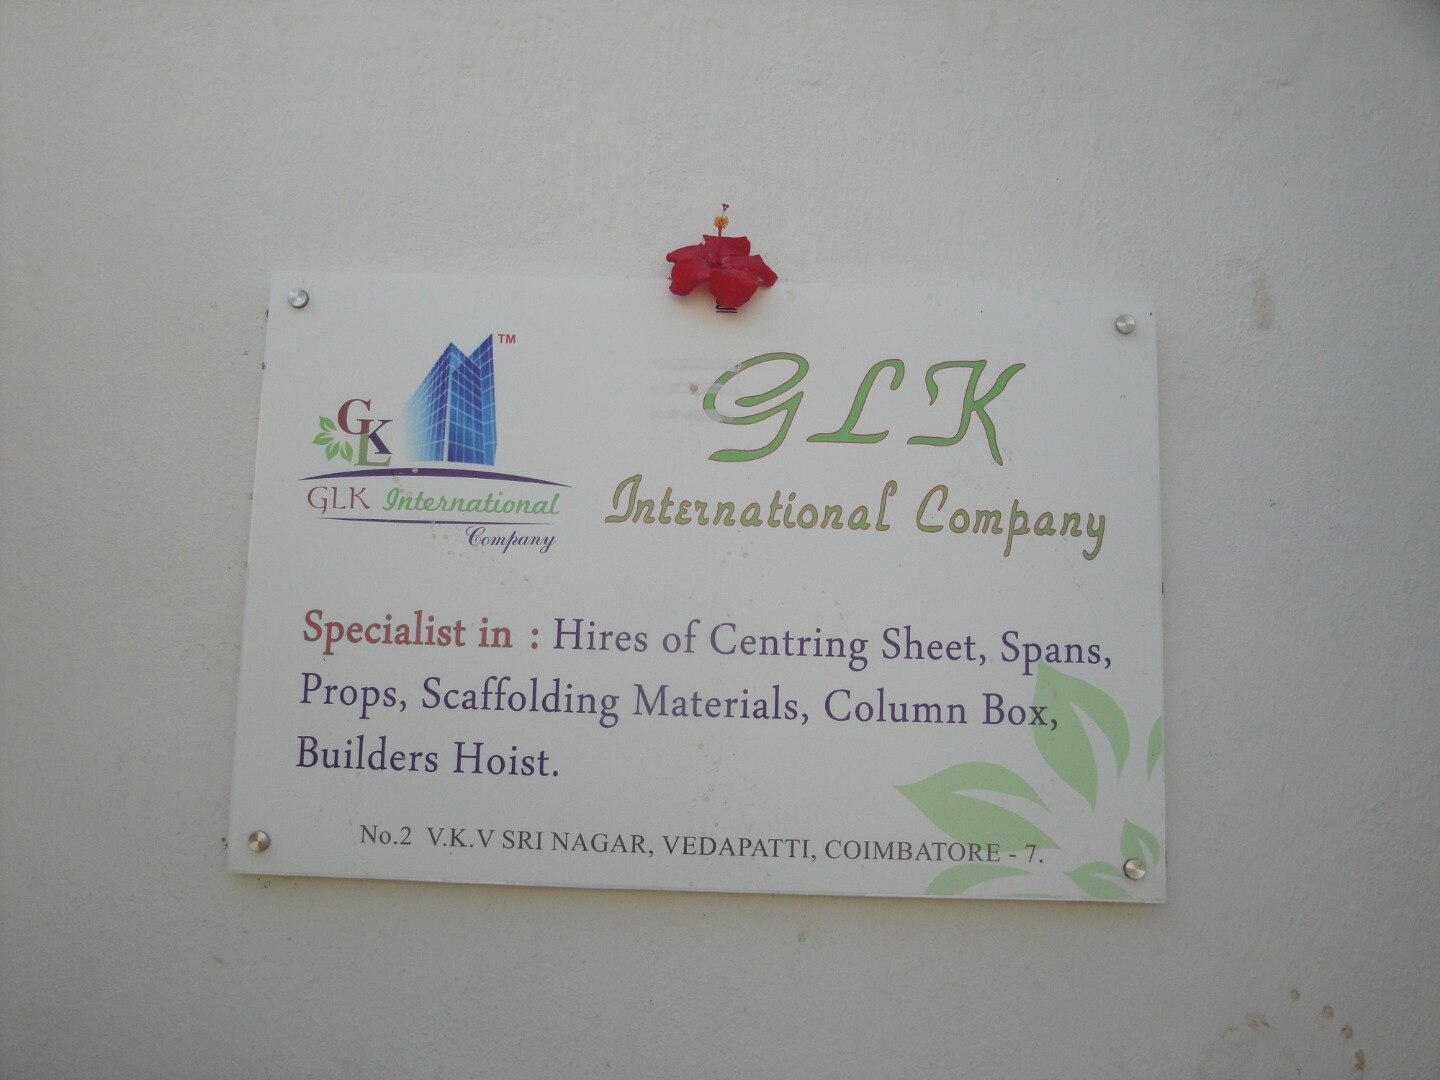 TM
GLK
GLK International
Company
GLK
International Company
Specialist in : Hires of Centring Sheet, Spans,
Props, Scaffolding Materials, Column Box,
Builders Hoist.
No.2 V.K.V SRI NAGAR, VEDAPATTI, COIMBATORE - 7.